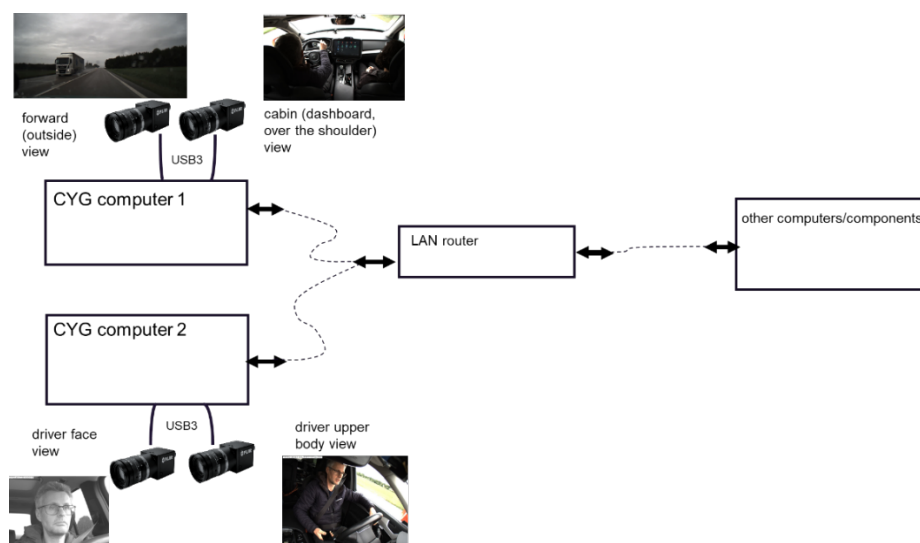 forward
(outside)
view
cabin (dashboard,
over the shoulder)
view
USB3
CYG computer 1
LAN router
other computers/components
CYG computer 2
USB3
driver face
view
driver upper
body view